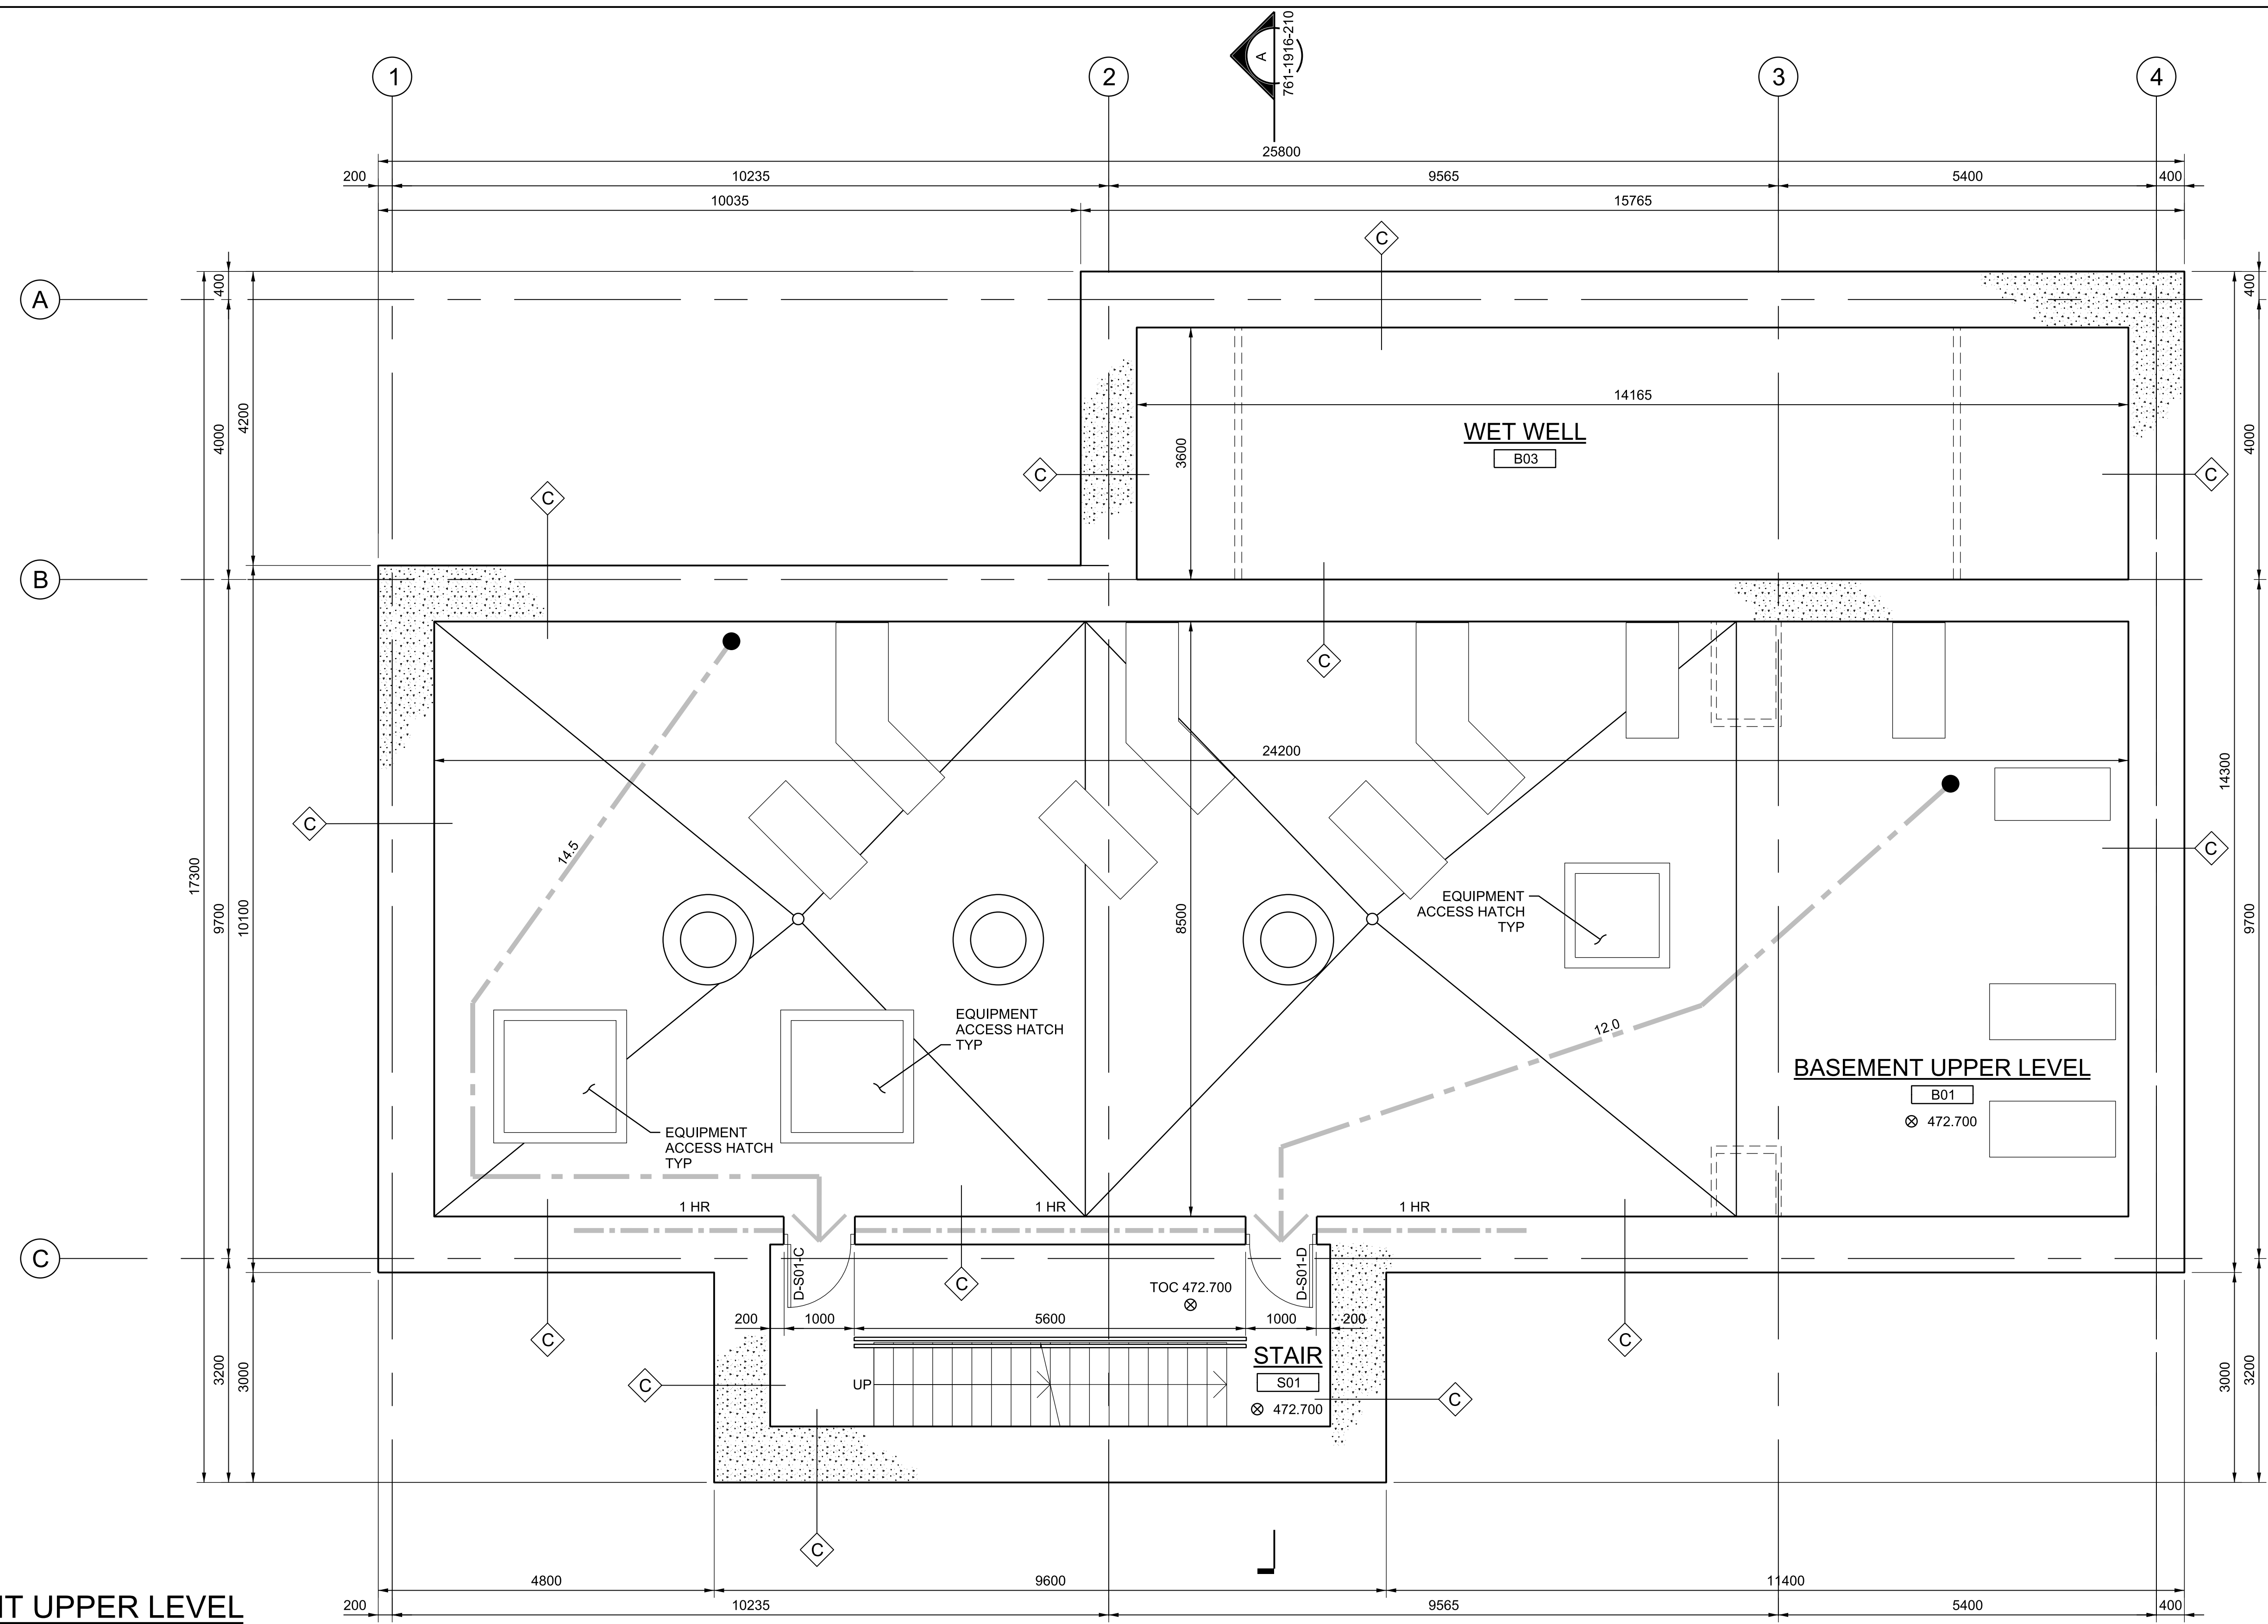 A
761-1916-210
1
2
3
4
25800
200
10235
9565
5400
400
10035
15765
C
A
400
400
4200
4000
4000
14165
WET WELL
B03
3600
C
C
C
B
C
24200
14300
C
14.5
C
17300
9700
10100
8500
9700
EQUIPMENT
ACCESS HATCH
TYP
EQUIPMENT
ACCESS HATCH
TYP
12.0
BASEMENT UPPER LEVEL
B01
472.700
EQUIPMENT
ACCESS HATCH
TYP
1 HR
1 HR
1 HR
C
D-S01-C
D-S01-D
C
TOC 472.700
200
1000
5600
1000
200
C
C
STAIR
3200
3000
C
UP
S01
C
3000
3200
472.700
C
4800
9600
11400
IT UPPER LEVEL
200
10235
9565
5400
400